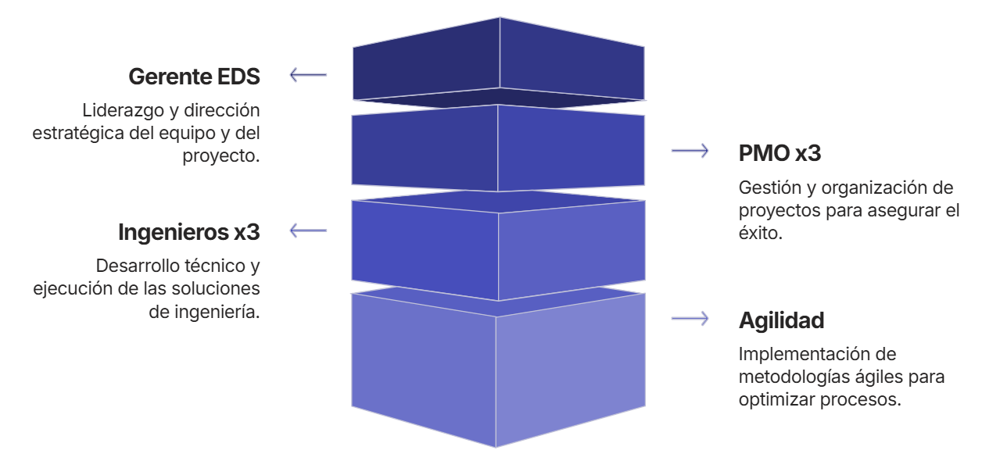 Gerente EDS
Liderazgo y dirección
estratégica del equipo y del
proyecto.
PMO x3
Gestión y organización de
proyectos para asegurar el
éxito.
Ingenieros x3
Desarrollo técnico y
ejecución de las soluciones
de ingeniería.
Agilidad
Implementación de
metodologías ágiles para
optimizar procesos.